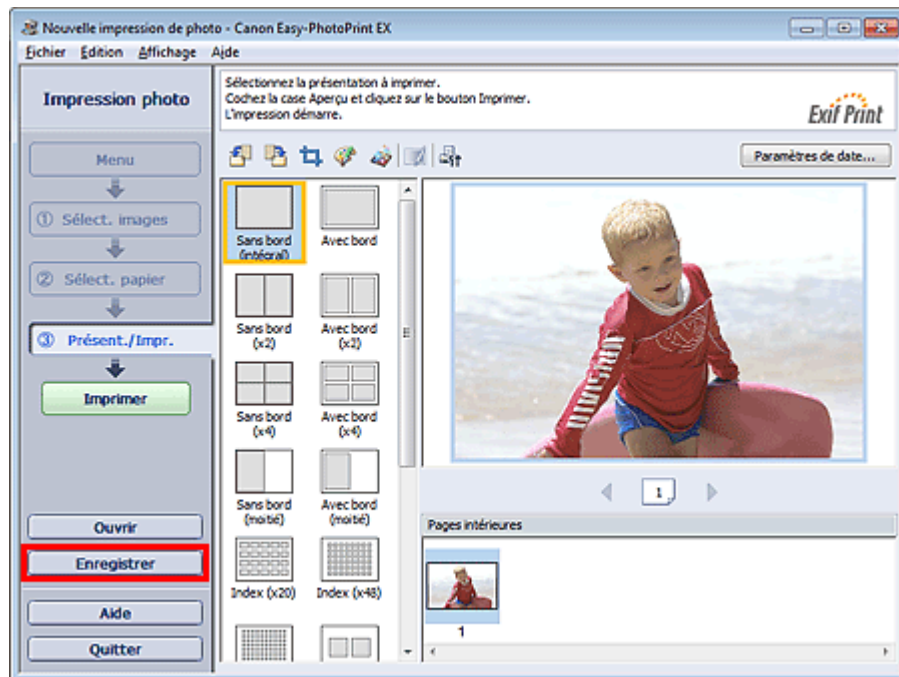 Nouvelle impression de photo - Canon Easy-PhotoPrint EX
Fichier Édition Affichage Aide
Impression photo
Sélectionnez la présentation à imprimer.
Cochez la case Aperçu et cliquez sur le bouton Imprimer.
L'impression démarre.
Exif Print
Menu
① Sélect. images
② Sélect. papier
③ Présent./Impr.
Imprimer
Ouvrir
Enregistrer
Aide
Quitter
Paramètres de date...
Sans bord
(intégral)
Avec bord
Sans bord
(x2)
Avec bord
(x2)
Sans bord
(x4)
Avec bord
(x4)
Sans bord
(moitié)
Avec bord
(moitié)
Index (x20)
Index (x48)
1
Pages intérieures
1